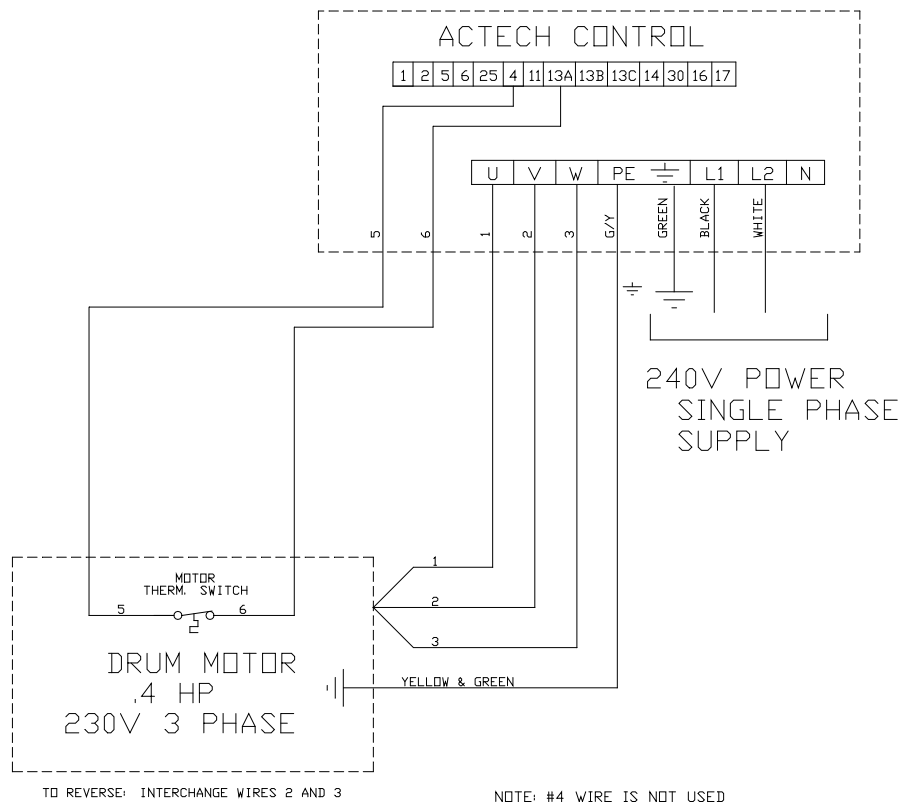 ACTECH CONTROL
1 2 5 6 25 4 11 13A 13B 13C 14 30 16 17
U V W PE L1 L2 N
5 6 1 2 3 G/Y GREEN BLACK WHITE
240V POWER
SINGLE PHASE
SUPPLY
MOTOR
THERM. SWITCH
5 6
1
2
3
DRUM MOTOR
.4 HP
230V 3 PHASE
YELLOW & GREEN
TO REVERSE: INTERCHANGE WIRES 2 AND 3
NOTE: #4 WIRE IS NOT USED